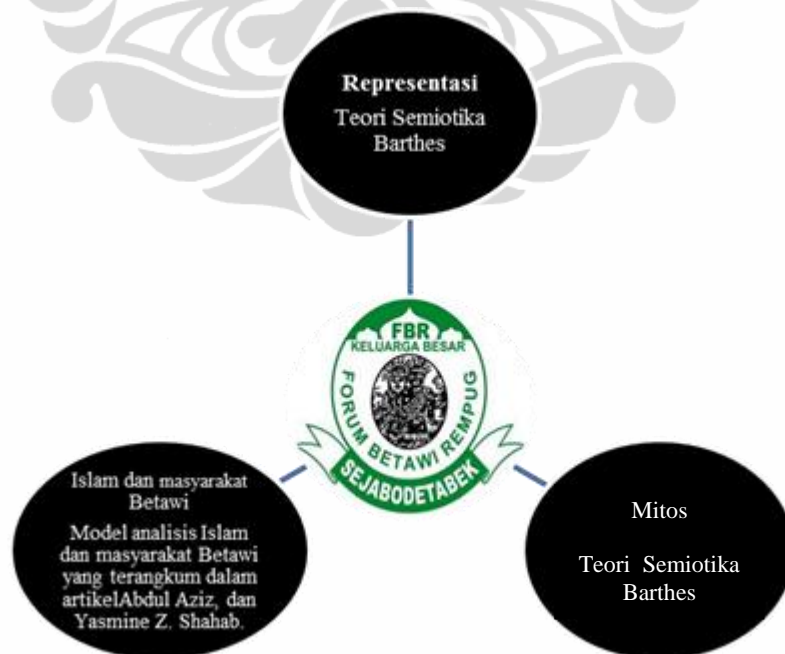 Representasi
Teori Semiotika
Barthes
FBR
KELUARGA BESAR
FORUM BETAWI REMPUG
SEJABODETABEK
Islam dan masyarakat
Betawi
Model analisis Islam
dan masyarakat Betawi
yang terangkum dalam
artikelAbdul Aziz, dan
Yasmine Z. Shahab.
Mitos
Teori Semiotika
Barthes